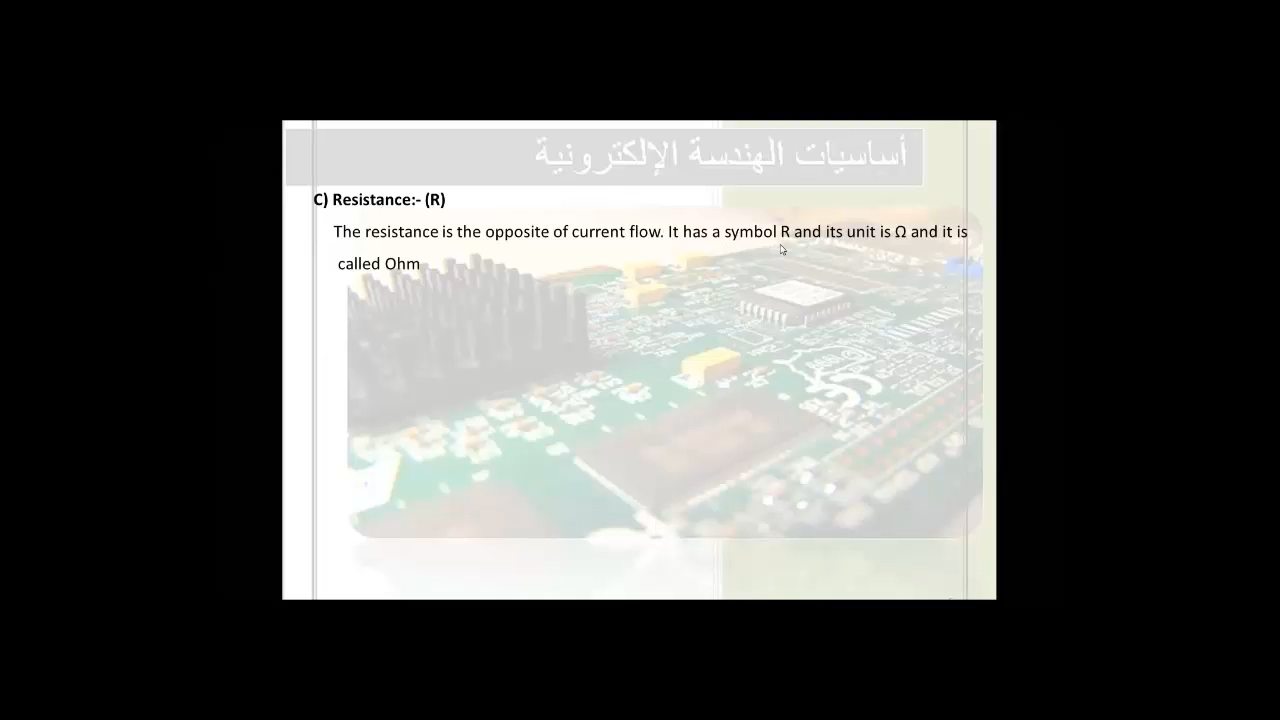 أساسيات الهندسة الإلكترونية
C) Resistance:- (R)
The resistance is the opposite of current flow. It has a symbol R and its unit is Ω and it is
called Ohm